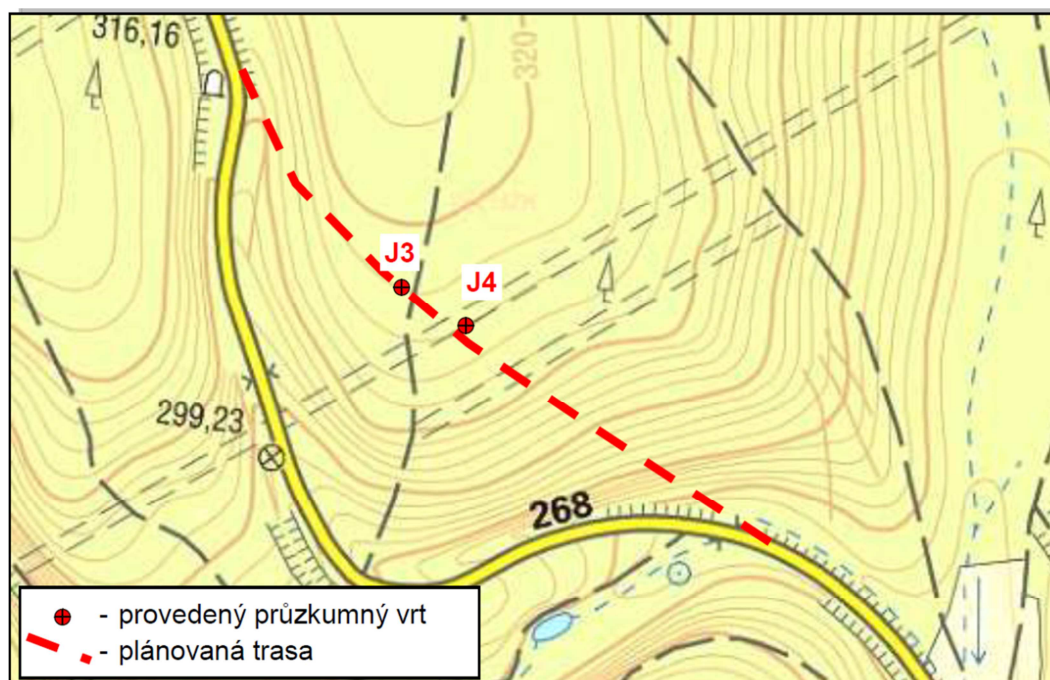 316,16
320
J3
J4
299,23
268
- provedený průzkumný vrt
- plánovaná trasa